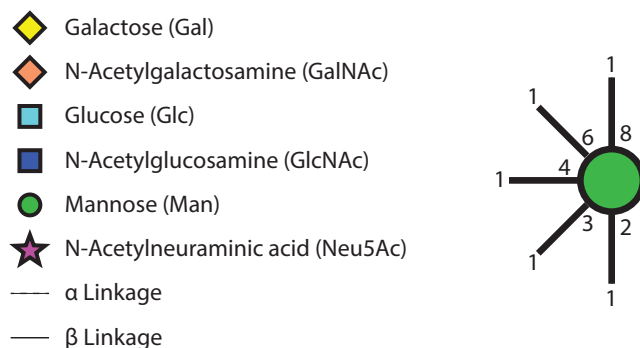 Galactose (Gal)
N-Acetylgalactosamine (GalNAc)
Glucose (Glc)
N-Acetylglucosamine (GlcNAc)
Mannose (Man)
N-Acetylneuraminic acid (Neu5Ac)
α Linkage
β Linkage
1
1
6 8
1 4
3 2
1
1